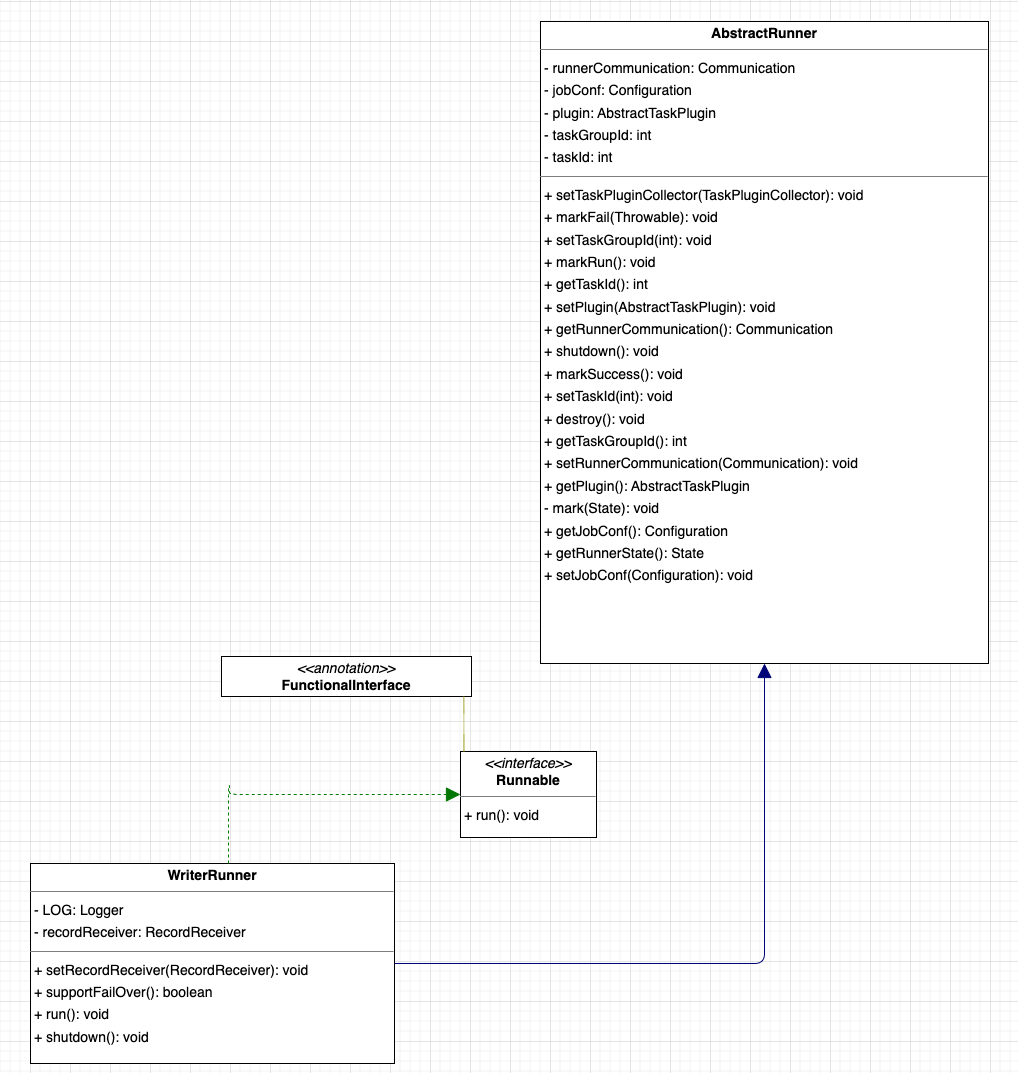 AbstractRunner
- runnerCommunication: Communication
- jobConf: Configuration
- plugin: AbstractTaskPlugin
- taskGroupId: int
- taskId: int
+ setTaskPluginCollector(TaskPluginCollector): void
+ markFail(Throwable): void
+ setTaskGroupId(int): void
+ markRun(): void
+ getTaskId(): int
+ setPlugin(AbstractTaskPlugin): void
+ getRunnerCommunication(): Communication
+ shutdown(): void
+ markSuccess(): void
+ setTaskId(int): void
+ destroy(): void
+ getTaskGroupId(): int
+ setRunnerCommunication(Communication): void
+ getPlugin(): AbstractTaskPlugin
- mark(State): void
+ getJobConf(): Configuration
+ getRunnerState(): State
+ setJobConf(Configuration): void
<<annotation>>
FunctionalInterface
<<interface>>
Runnable
+ run(): void
WriterRunner
- LOG: Logger
- recordReceiver: RecordReceiver
+ setRecordReceiver(RecordReceiver): void
+ supportFailOver(): boolean
+ run(): void
+ shutdown(): void